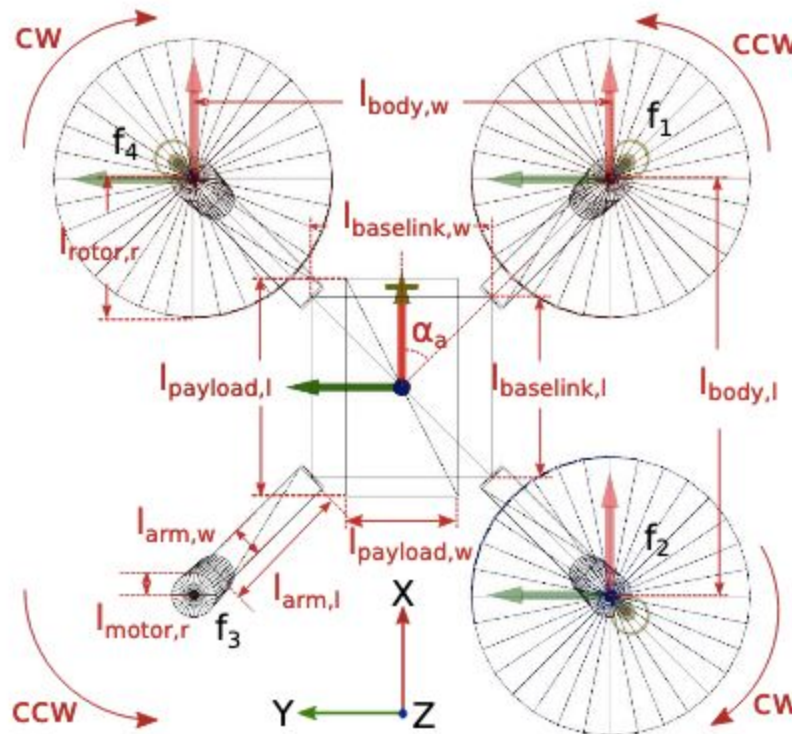 CW
CCW
l_body,w
f_4
f_1
l_baselink,w
l_rotor,r
α_a
l_payload,l
l_baselink,l
l_body,l
l_arm,w
l_payload,w
f_2
l_arm,l
X
l_motor,r
f_3
Y
Z
CCW
CW